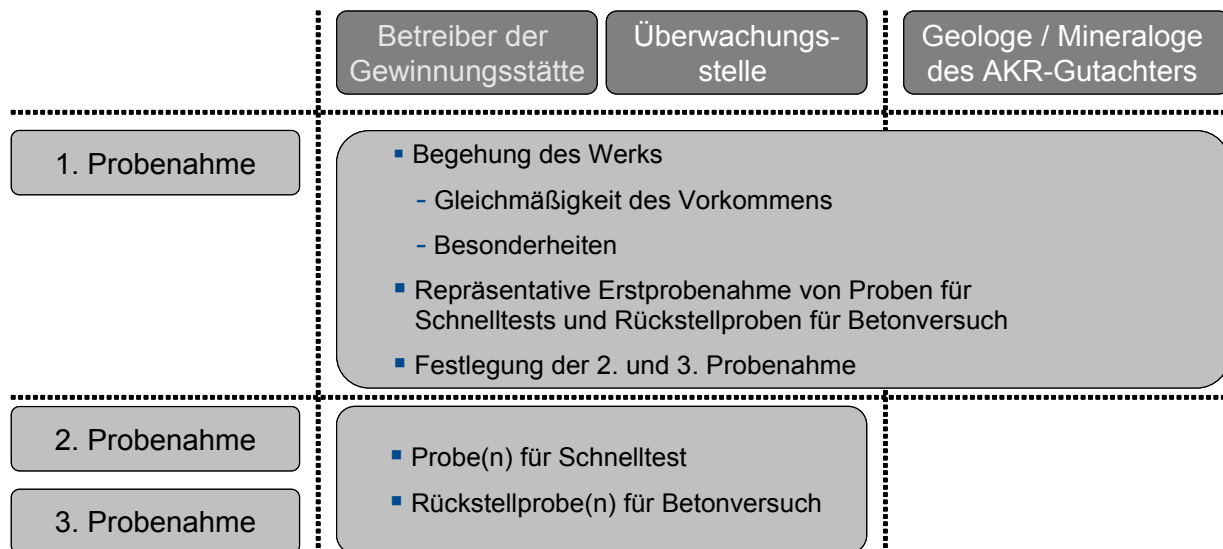 Betreiber der
Gewinnungsstätte
Überwachungs-
stelle
Geologe / Mineraloge
des AKR-Gutachters
1. Probenahme
▪ Begehung des Werks
- Gleichmäßigkeit des Vorkommens
- Besonderheiten
▪ Repräsentative Erstprobenahme von Proben für
Schnelltests und Rückstellproben für Betonversuch
▪ Festlegung der 2. und 3. Probenahme
2. Probenahme
▪ Probe(n) für Schnelltest
▪ Rückstellprobe(n) für Betonversuch
3. Probenahme